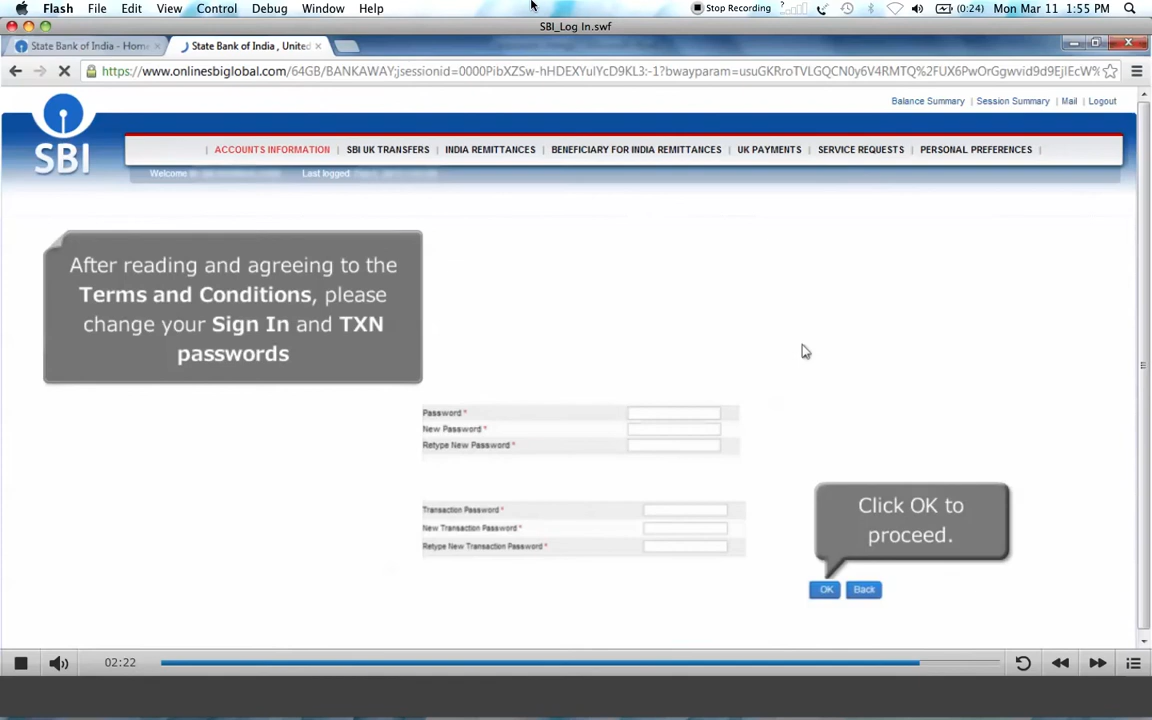 Flash File Edit View Control Debug Window Help Stop Recording (0:24) Mon Mar 11 1:55 PM
SBI_Log In.swf
State Bank of India - Hom × State Bank of India , United ×
https://www.onlinesbiglobal.com/64GB/BANKAWAY;jsessionid=0000PibXZSw-hHDEXYulYcD9KL3:-1?bwayparam=usuGKRroTVLGQCN0y6V4RMTQ%2FUX6PwOrGgwvid9d9EjIEcW%
Balance Summary | Session Summary | Mail | Logout
SBI
| ACCOUNTS INFORMATION | SBI UK TRANSFERS | INDIA REMITTANCES | BENEFICIARY FOR INDIA REMITTANCES | UK PAYMENTS | SERVICE REQUESTS | PERSONAL PREFERENCES |
Welcome Last logged
After reading and agreeing to the
Terms and Conditions, please
change your Sign In and TXN
passwords
Password *
New Password *
Retype New Password *
Transaction Password *
New Transaction Password *
Retype New Transaction Password *
Click OK to
proceed.
OK Back
02:22